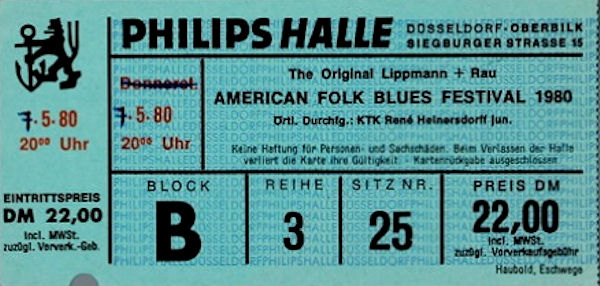 PHILIPS HALLE
DÜSSELDORF-OBERBILK
SIEGBURGER STRASSE 15
7.5.80
20⁰⁰ Uhr
Donnerst.
7.5.80
20⁰⁰ Uhr
The Original Lippmann + Rau
AMERICAN FOLK BLUES FESTIVAL 1980
Örtl. Durchfg.: KTK René Heinersdorff jun.
Keine Haftung für Personen- und Sachschäden. Beim Verlassen der Halle
verliert die Karte ihre Gültigkeit - Kartenrückgabe ausgeschlossen
EINTRITTSPREIS
DM 22,00
incl. MWSt.
zuzügl. Vorverk.-Geb.
BLOCK
B
REIHE
3
SITZ NR.
25
PREIS DM
22,00
incl. MWSt.
zuzügl. Vorverkaufsgebühr
Haubold, Eschwege